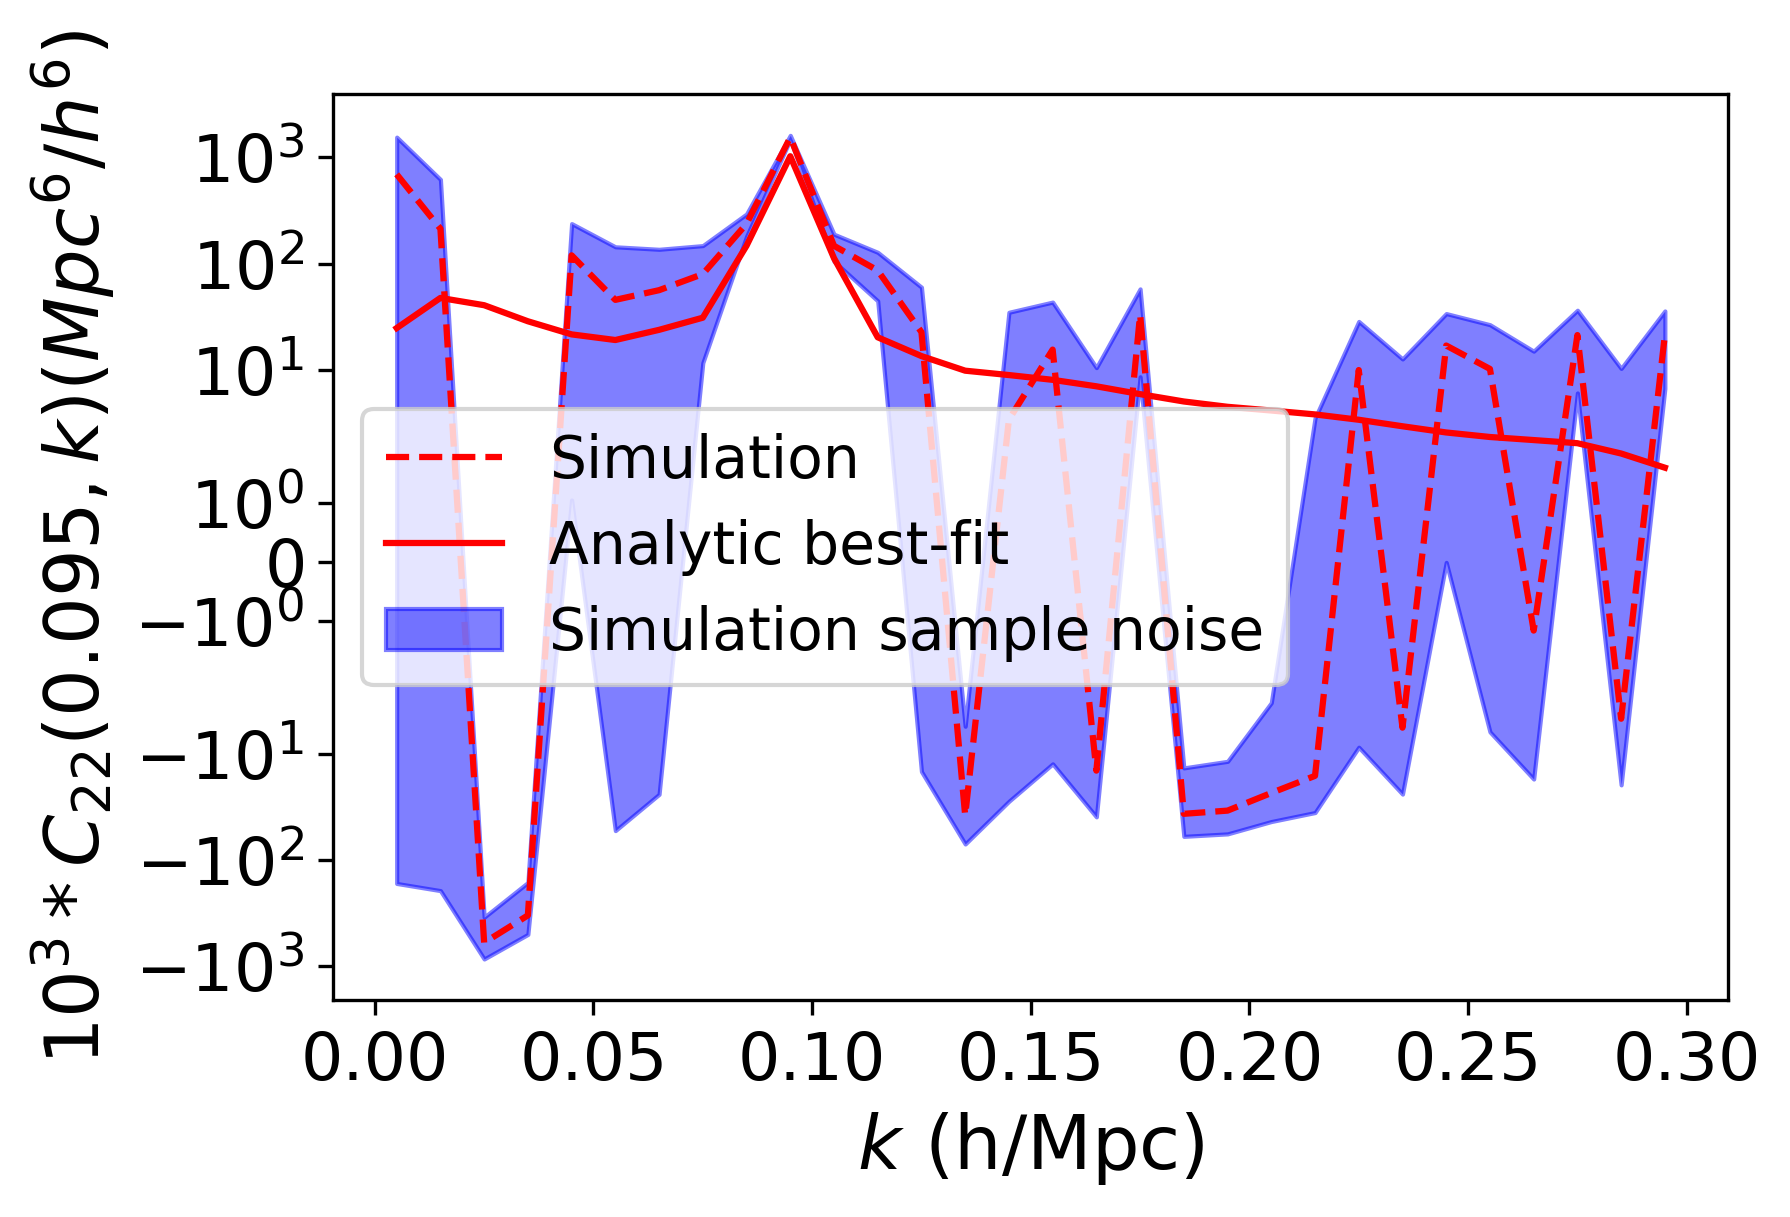 10³ * C₂₂(0.095, k)(Mpc⁶/h⁶)
10³
10²
10¹
10⁰
0
−10⁰
−10¹
−10²
−10³
Simulation
Analytic best-fit
Simulation sample noise
0.00 0.05 0.10 0.15 0.20 0.25 0.30
k (h/Mpc)